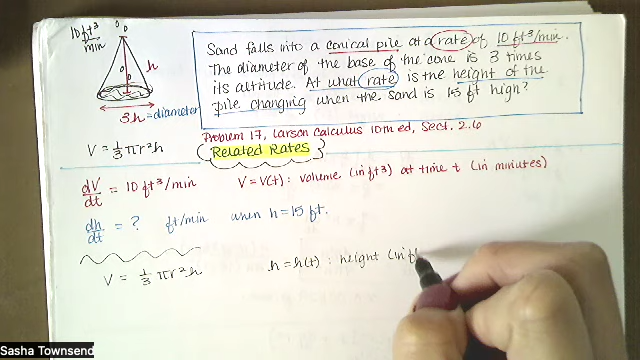 10 ft³/min
h
3h = diameter
V = 1/3 πr²h
Sand falls into a conical pile at a rate of 10 ft³/min.
The diameter of the base of the cone is 3 times
its altitude. At what rate is the height of the
pile changing when the sand is 15 ft high?
Problem 17, Larson Calculus 10th ed, Sect. 2.6
Related Rates
dV/dt = 10 ft³/min V = V(t): volume (in ft³) at time t (in minutes)
dh/dt = ? ft/min when h = 15 ft.
V = 1/3 πr²h h = h(t): height (in f
Sasha Townsend